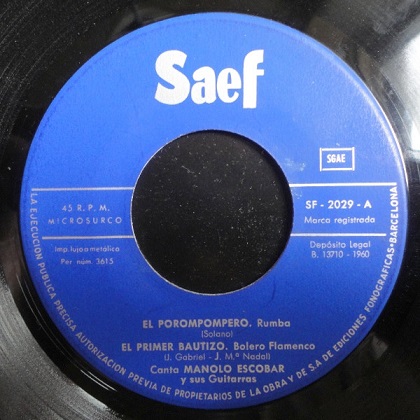 Saef
SGAE
45 R. P. M.
MICROSURCO
SF - 2029 - A
Marca registrada
Imp. lujo a metálico
Per núm. 3615
Depósito Legal
B. 13710 - 1960
EL POROMPOMPERO. Rumba
(Solano)
EL PRIMER BAUTIZO. Bolero Flamenco
(J. Gabriel - J. Mª Nadal)
Canta MANOLO ESCOBAR
y sus Guitarras
LA EJECUCION PUBLICA PRECISA AUTORIZACION PREVIA DE PROPIETARIOS DE LA OBRA Y DE S.A DE EDICIONES FONOGRAFICAS - BARCELONA